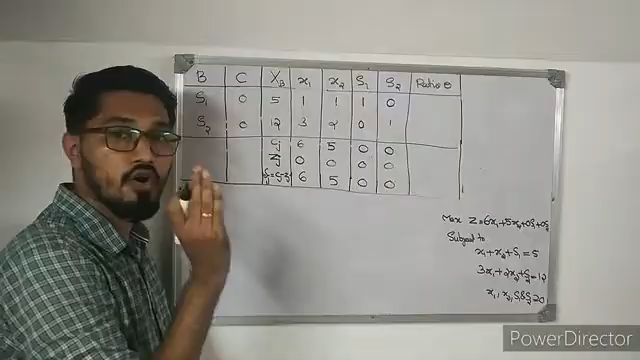 B C XB x1 x2 S1 S2 Ratio θ
S1 0 5 1 1 1 0
S2 0 12 3 2 0 1
Cj 6 5 0 0
Zj 0 0 0 0
Cj-Zj 6 5 0 0
Max Z=6x1+5x2+0S1+0S2
Subject to
x1+x2+S1=5
3x1+2x2+S2=12
x1, x2, S1&S2≥0
PowerDirector